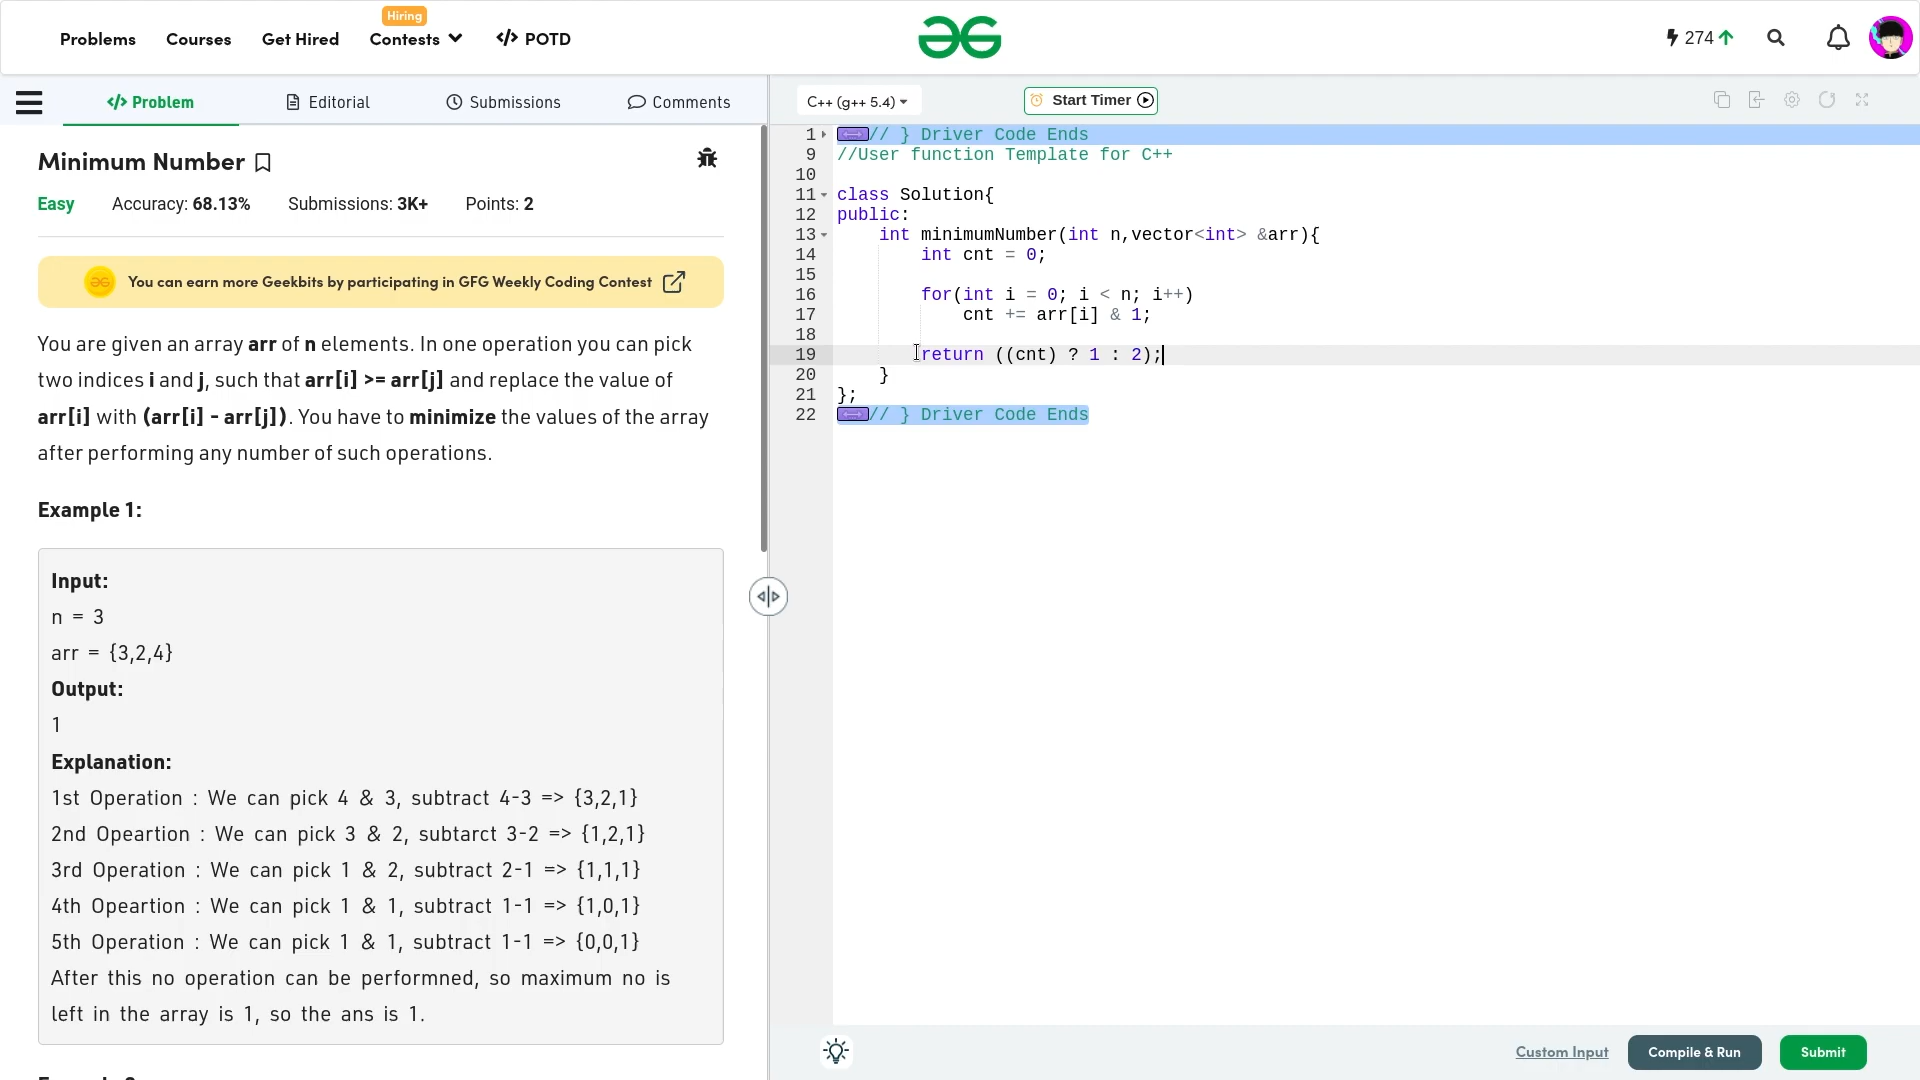 Problems Courses Get Hired Contests Hiring POTD
274
Problem Editorial Submissions Comments
C++ (g++ 5.4) Start Timer
Minimum Number
Easy Accuracy: 68.13% Submissions: 3K+ Points: 2
You can earn more Geekbits by participating in GFG Weekly Coding Contest
You are given an array arr of n elements. In one operation you can pick
two indices i and j, such that arr[i] >= arr[j] and replace the value of
arr[i] with (arr[i] - arr[j]). You have to minimize the values of the array
after performing any number of such operations.
Example 1:
Input:
n = 3
arr = {3,2,4}
Output:
1
Explanation:
1st Operation : We can pick 4 & 3, subtract 4-3 => {3,2,1}
2nd Opeartion : We can pick 3 & 2, subtarct 3-2 => {1,2,1}
3rd Operation : We can pick 1 & 2, subtract 2-1 => {1,1,1}
4th Opeartion : We can pick 1 & 1, subtract 1-1 => {1,0,1}
5th Operation : We can pick 1 & 1, subtract 1-1 => {0,0,1}
After this no operation can be performned, so maximum no is
left in the array is 1, so the ans is 1.
1 // } Driver Code Ends
9 //User function Template for C++
10
11 class Solution{
12 public:
13 int minimumNumber(int n,vector<int> &arr){
14 int cnt = 0;
15
16 for(int i = 0; i < n; i++)
17 cnt += arr[i] & 1;
18
19 return ((cnt) ? 1 : 2);
20 }
21 };
22 // } Driver Code Ends
Custom Input Compile & Run Submit